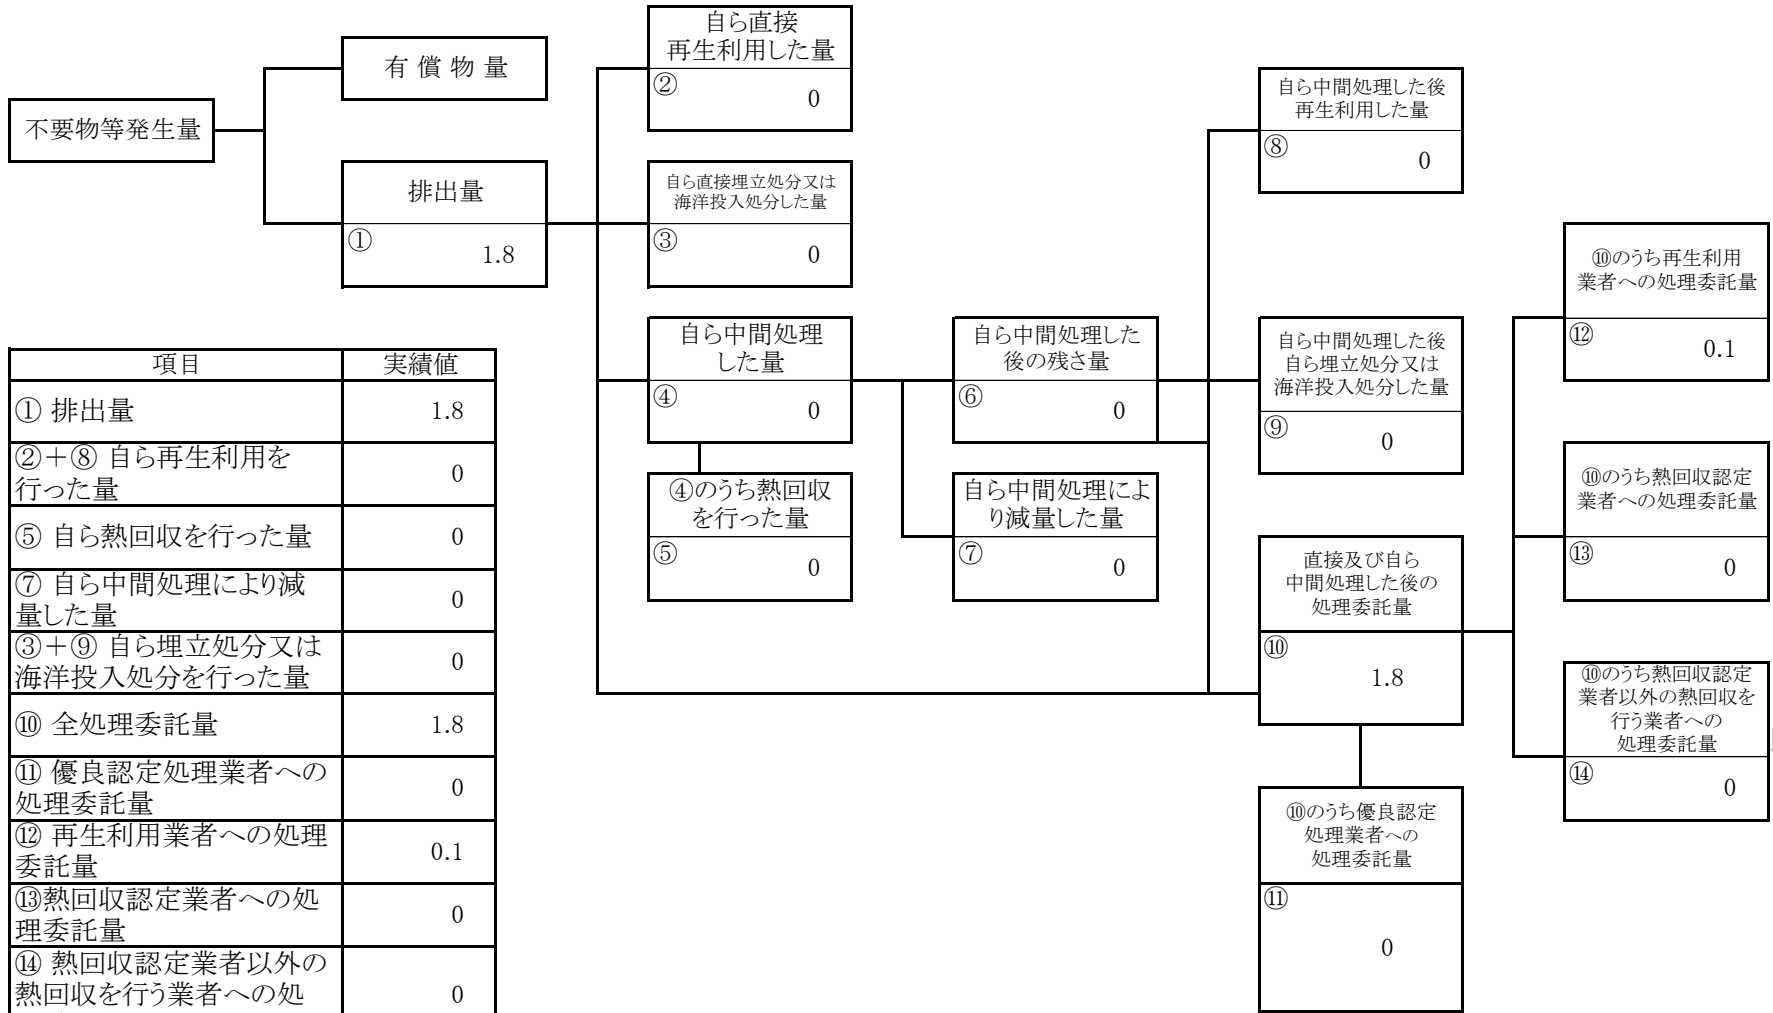 不要物等発生量
有 償 物 量
排出量
①
1.8
自ら直接
再生利用した量
②
0
自ら直接埋立処分又は
海洋投入処分した量
③
0
自ら中間処理
した量
④
0
④のうち熱回収
を行った量
⑤
0
自ら中間処理した
後の残さ量
⑥
0
自ら中間処理によ
り減量した量
⑦
0
自ら中間処理した後
再生利用した量
⑧
0
自ら中間処理した後
自ら埋立処分又は
海洋投入処分した量
⑨
0
直接及び自ら
中間処理した後の
処理委託量
⑩
1.8
⑩のうち優良認定
処理業者への
処理委託量
⑪
0
⑩のうち再生利用
業者への処理委託量
⑫
0.1
⑩のうち熱回収認定
業者への処理委託量
⑬
0
⑩のうち熱回収認定
業者以外の熱回収を
行う業者への
処理委託量
⑭
0
項目 実績値
① 排出量 1.8
②+⑧ 自ら再生利用を
行った量 0
⑤ 自ら熱回収を行った量 0
⑦ 自ら中間処理により減
量した量 0
③+⑨ 自ら埋立処分又は
海洋投入処分を行った量 0
⑩ 全処理委託量 1.8
⑪ 優良認定処理業者への
処理委託量 0
⑫ 再生利用業者への処理
委託量 0.1
⑬熱回収認定業者への処
理委託量 0
⑭ 熱回収認定業者以外の
熱回収を行う業者への処 0